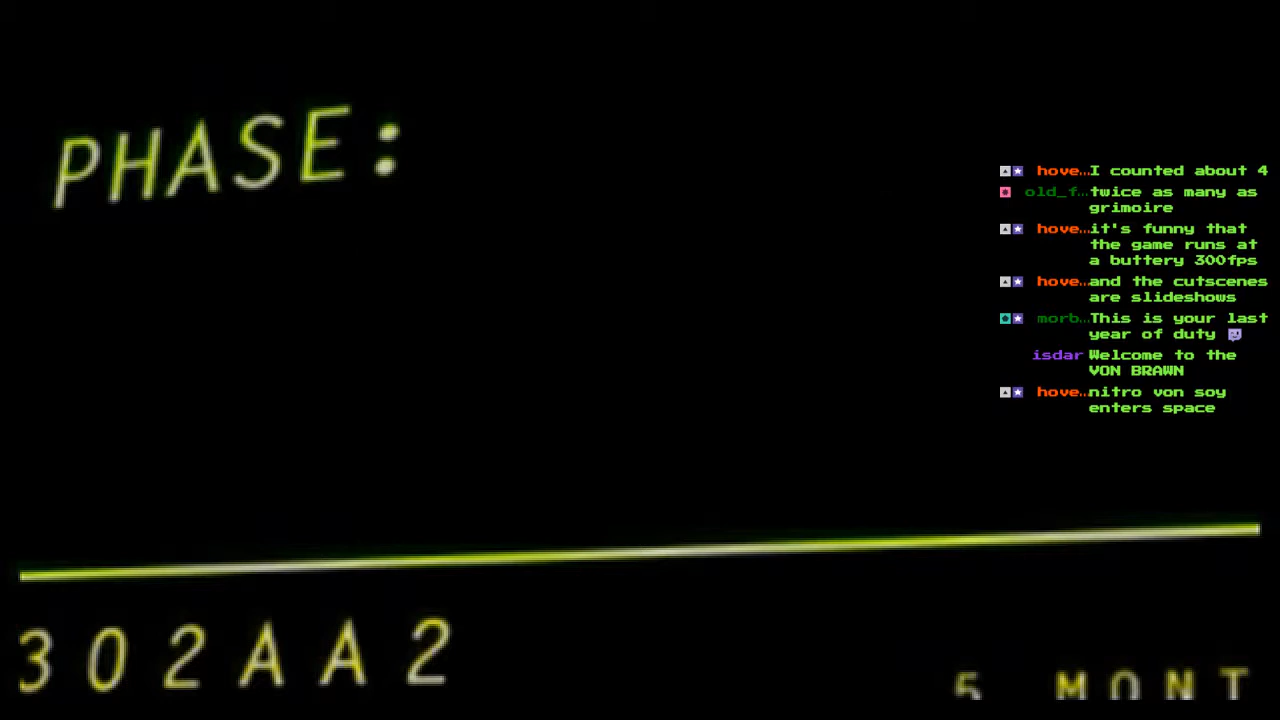 PHASE:
hove…I counted about 4
old_f…twice as many as
grimoire
hove…it's funny that
the game runs at
a buttery 300fps
hove…and the cutscenes
are slideshows
morb…This is your last
year of duty
isdar Welcome to the
VON BRAWN
hove…nitro von soy
enters space
302AA2
5 MONT